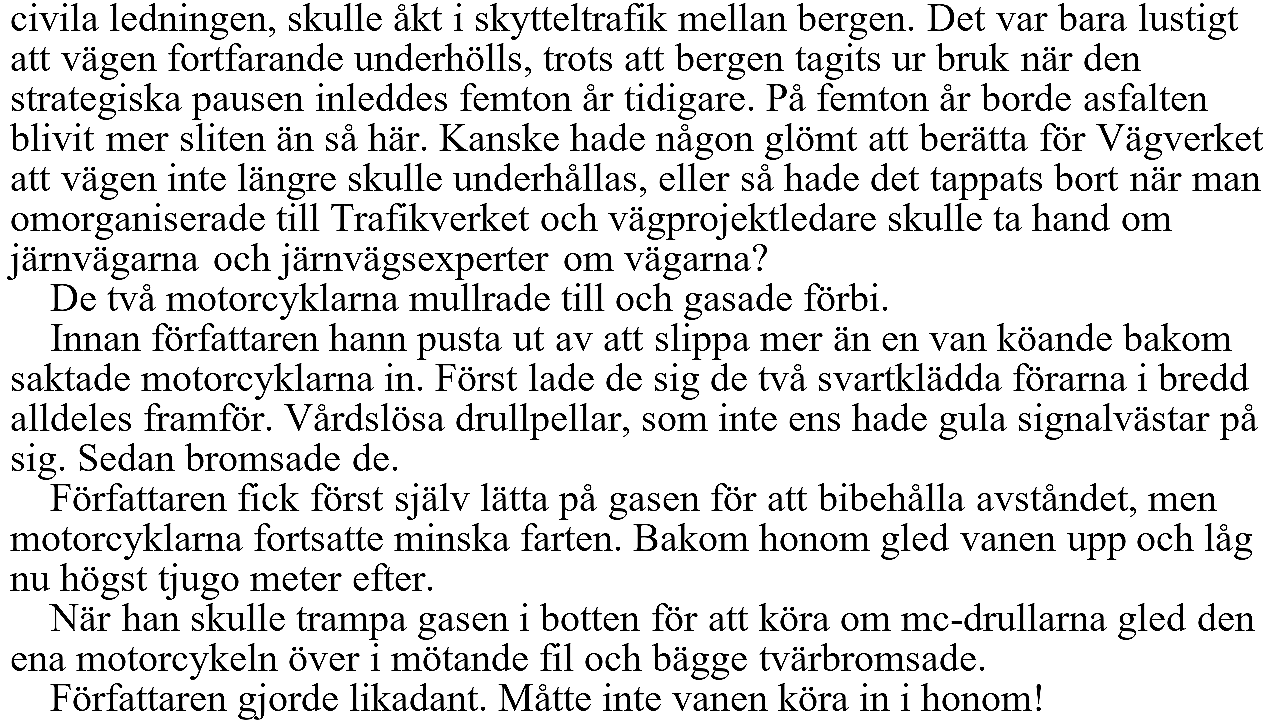 civila ledningen, skulle åkt i skytteltrafik mellan bergen. Det var bara lustigt
att vägen fortfarande underhölls, trots att bergen tagits ur bruk när den
strategiska pausen inleddes femton år tidigare. På femton år borde asfalten
blivit mer sliten än så här. Kanske hade någon glömt att berätta för Vägverket
att vägen inte längre skulle underhållas, eller så hade det tappats bort när man
omorganiserade till Trafikverket och vägprojektledare skulle ta hand om
järnvägarna och järnvägsexperter om vägarna?
De två motorcyklarna mullrade till och gasade förbi.
Innan författaren hann pusta ut av att slippa mer än en van köande bakom
saktade motorcyklarna in. Först lade de sig de två svartklädda förarna i bredd
alldeles framför. Vårdslösa drullpellar, som inte ens hade gula signalvästar på
sig. Sedan bromsade de.
Författaren fick först själv lätta på gasen för att bibehålla avståndet, men
motorcyklarna fortsatte minska farten. Bakom honom gled vanen upp och låg
nu högst tjugo meter efter.
När han skulle trampa gasen i botten för att köra om mc-drullarna gled den
ena motorcykeln över i mötande fil och bägge tvärbromsade.
Författaren gjorde likadant. Måtte inte vanen köra in i honom!